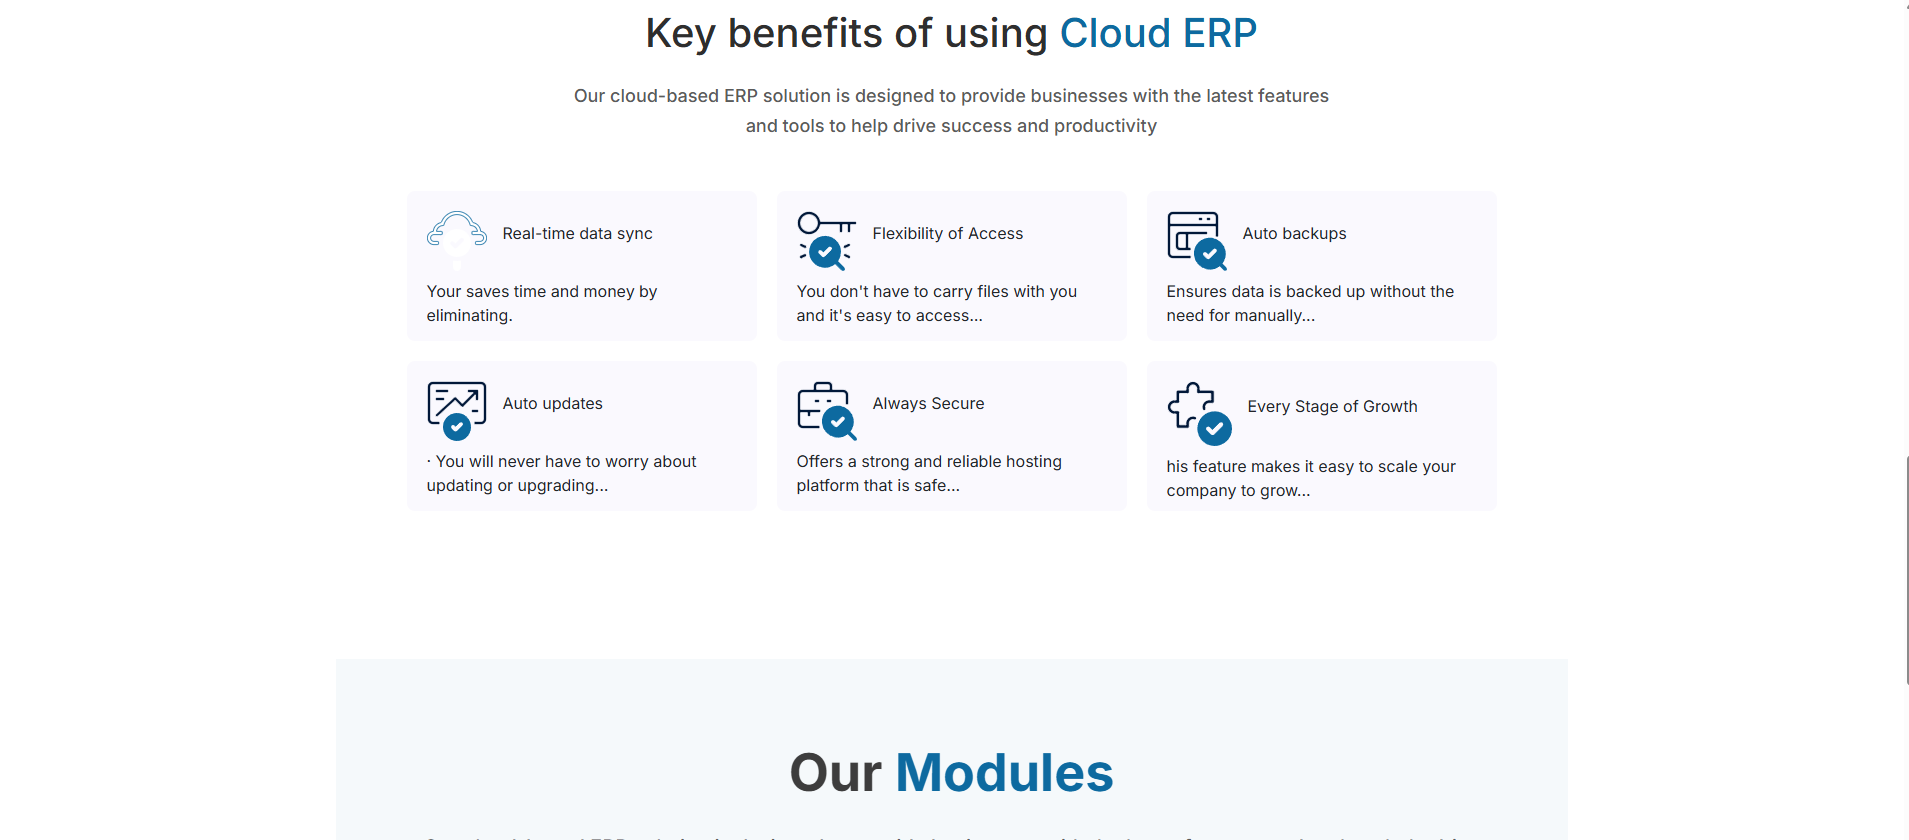 Key benefits of using Cloud ERP
Our cloud-based ERP solution is designed to provide businesses with the latest features
and tools to help drive success and productivity
Real-time data sync
Your saves time and money by
eliminating.
Flexibility of Access
You don't have to carry files with you
and it's easy to access...
Auto backups
Ensures data is backed up without the
need for manually...
Auto updates
· You will never have to worry about
updating or upgrading...
Always Secure
Offers a strong and reliable hosting
platform that is safe...
Every Stage of Growth
his feature makes it easy to scale your
company to grow...
Our Modules